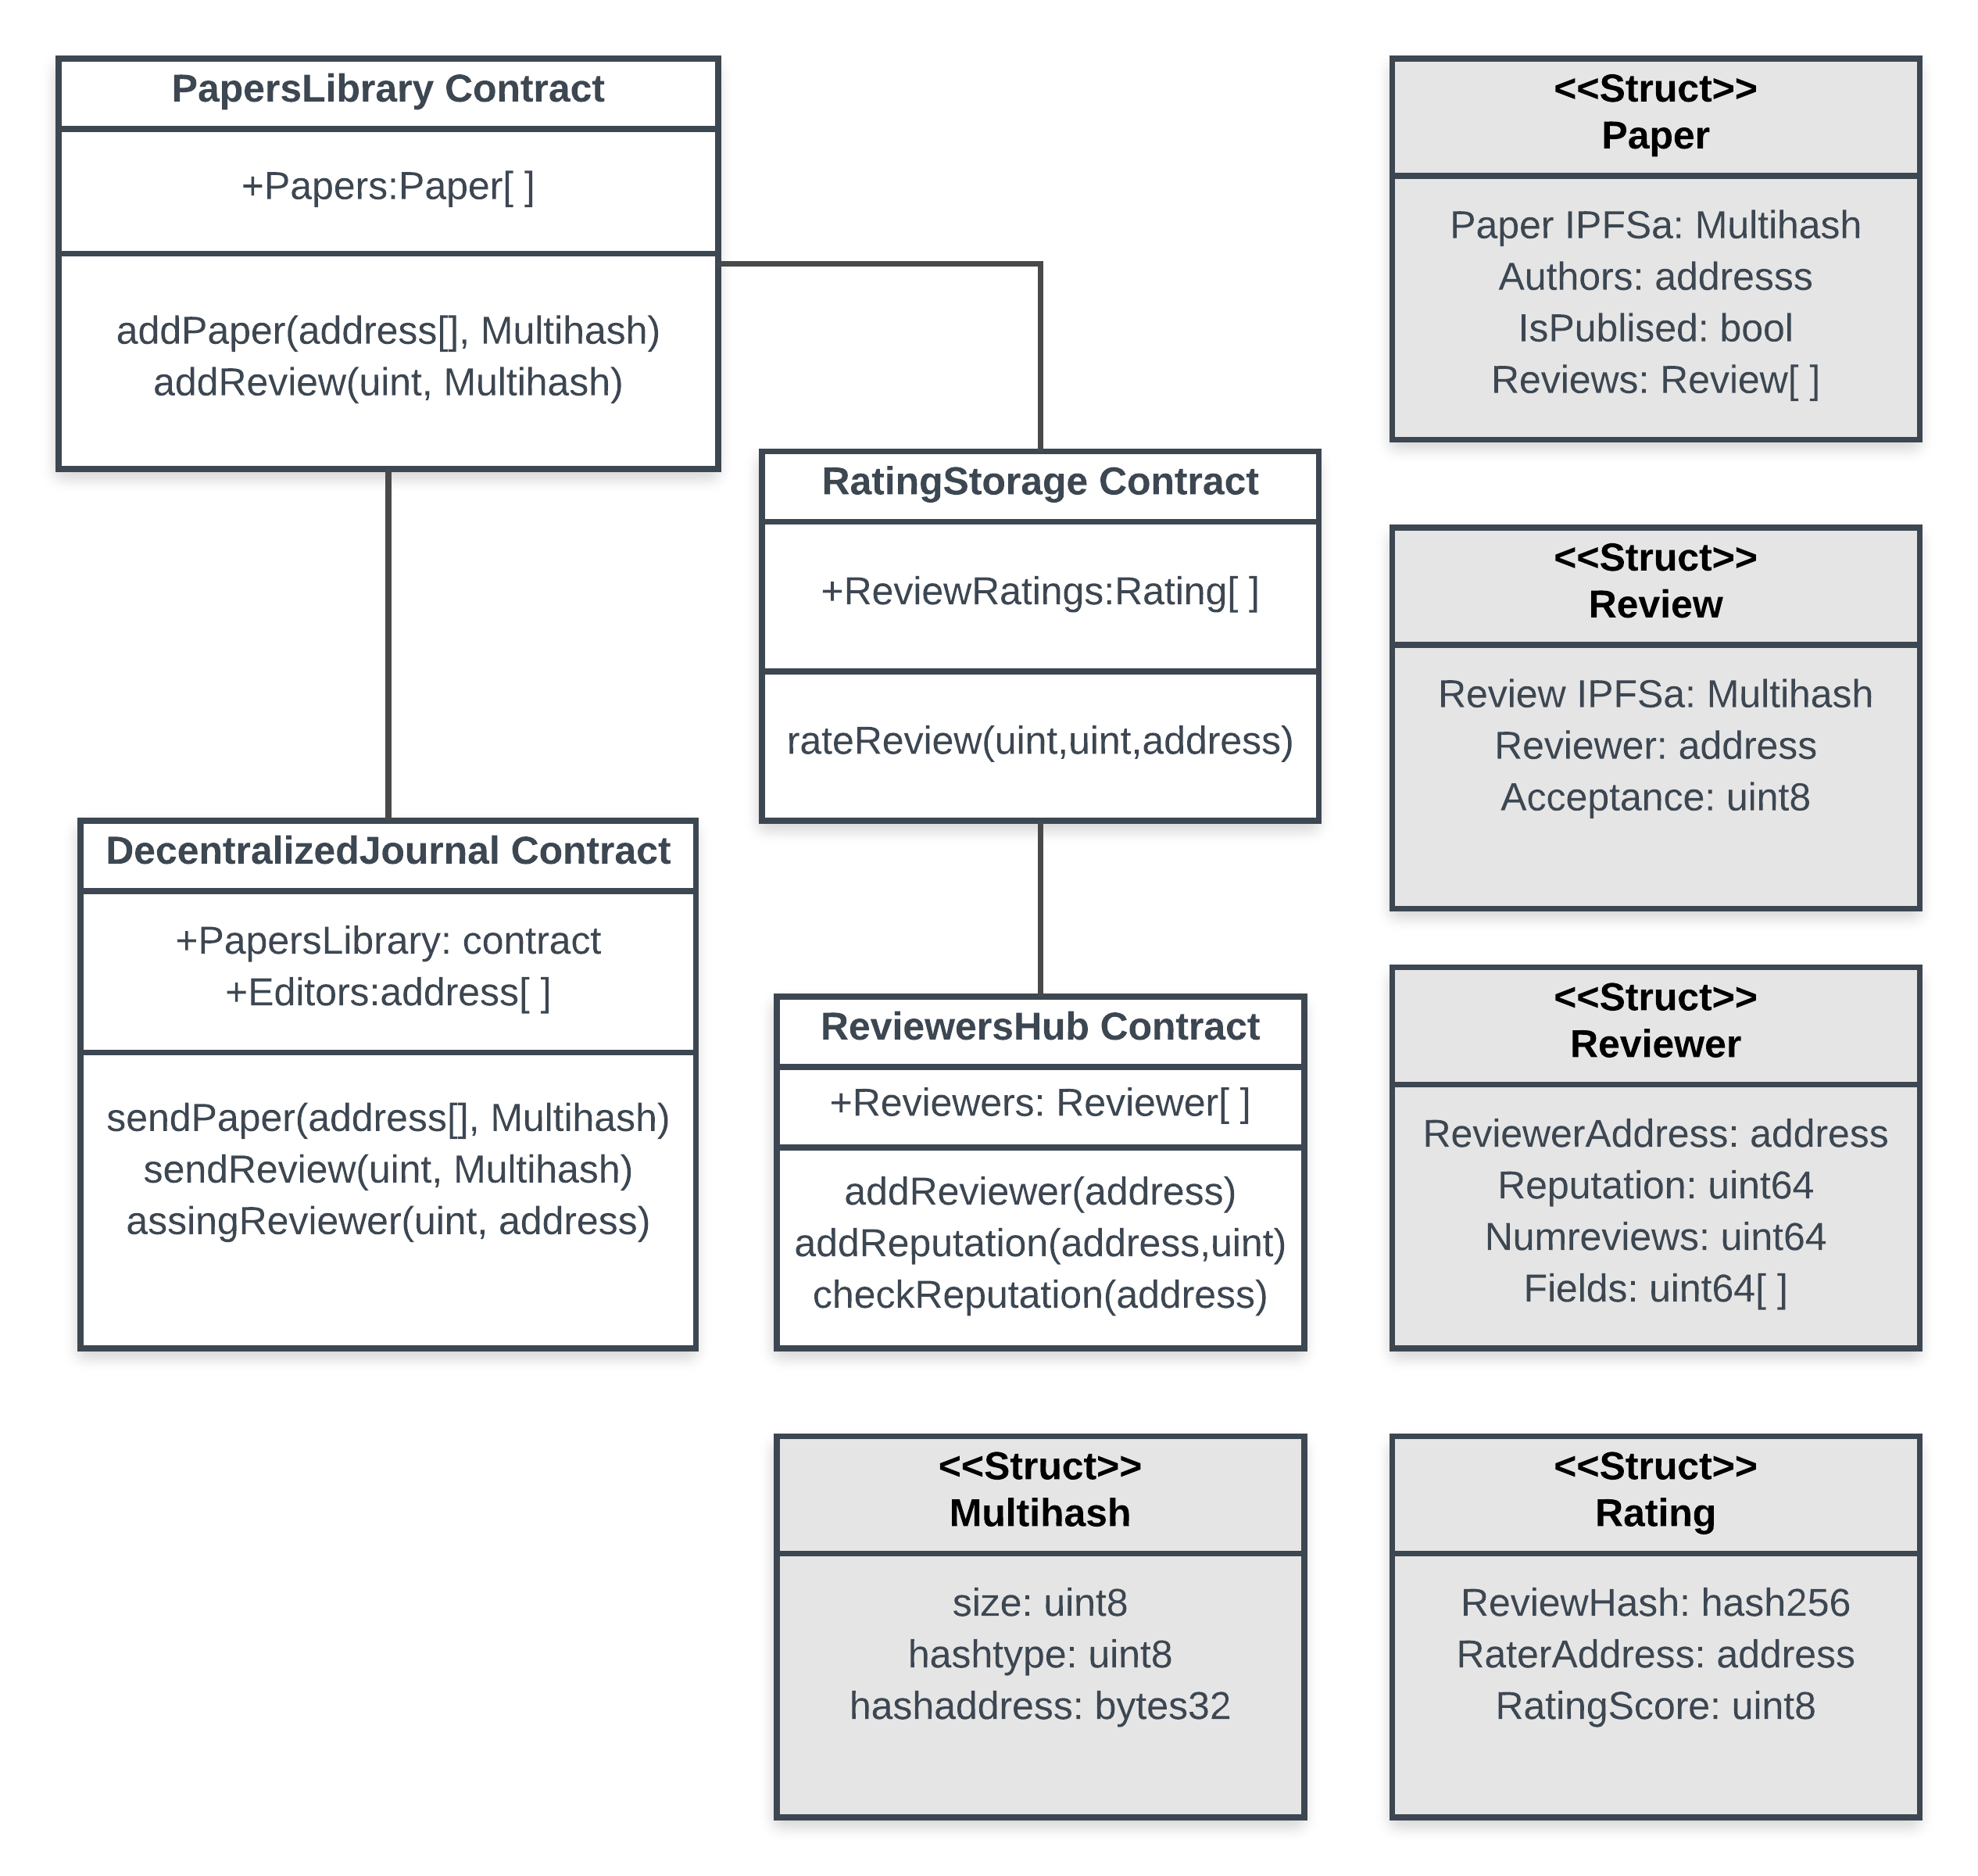 PapersLibrary Contract
+Papers:Paper[ ]
addPaper(address[], Multihash)
addReview(uint, Multihash)
RatingStorage Contract
+ReviewRatings:Rating[ ]
rateReview(uint,uint,address)
DecentralizedJournal Contract
+PapersLibrary: contract
+Editors:address[ ]
sendPaper(address[], Multihash)
sendReview(uint, Multihash)
assingReviewer(uint, address)
ReviewersHub Contract
+Reviewers: Reviewer[ ]
addReviewer(address)
addReputation(address,uint)
checkReputation(address)
<<Struct>>
Paper
Paper IPFSa: Multihash
Authors: addresss
IsPublised: bool
Reviews: Review[ ]
<<Struct>>
Review
Review IPFSa: Multihash
Reviewer: address
Acceptance: uint8
<<Struct>>
Reviewer
ReviewerAddress: address
Reputation: uint64
Numreviews: uint64
Fields: uint64[ ]
<<Struct>>
Multihash
size: uint8
hashtype: uint8
hashaddress: bytes32
<<Struct>>
Rating
ReviewHash: hash256
RaterAddress: address
RatingScore: uint8